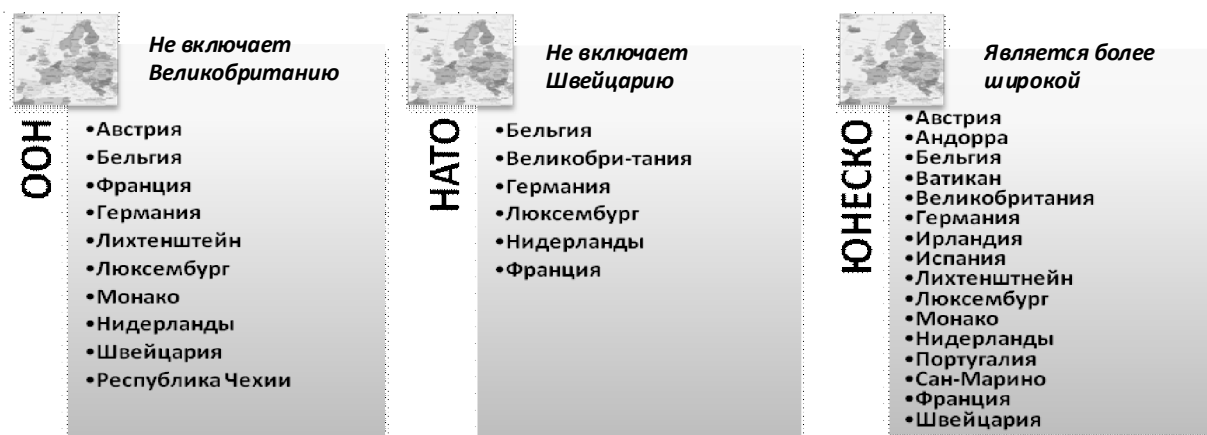 Не включает
Великобританию
ООН
•Австрия
•Бельгия
•Франция
•Германия
•Лихтенштейн
•Люксембург
•Монако
•Нидерланды
•Швейцария
•Республика Чехии
Не включает
Швейцарию
НАТО
•Бельгия
•Великобри-тания
•Германия
•Люксембург
•Нидерланды
•Франция
Является более
широкой
ЮНЕСКО
•Австрия
•Андорра
•Бельгия
•Ватикан
•Великобритания
•Германия
•Ирландия
•Испания
•Лихтенштнейн
•Люксембург
•Монако
•Нидерланды
•Португалия
•Сан-Марино
•Франция
•Швейцария